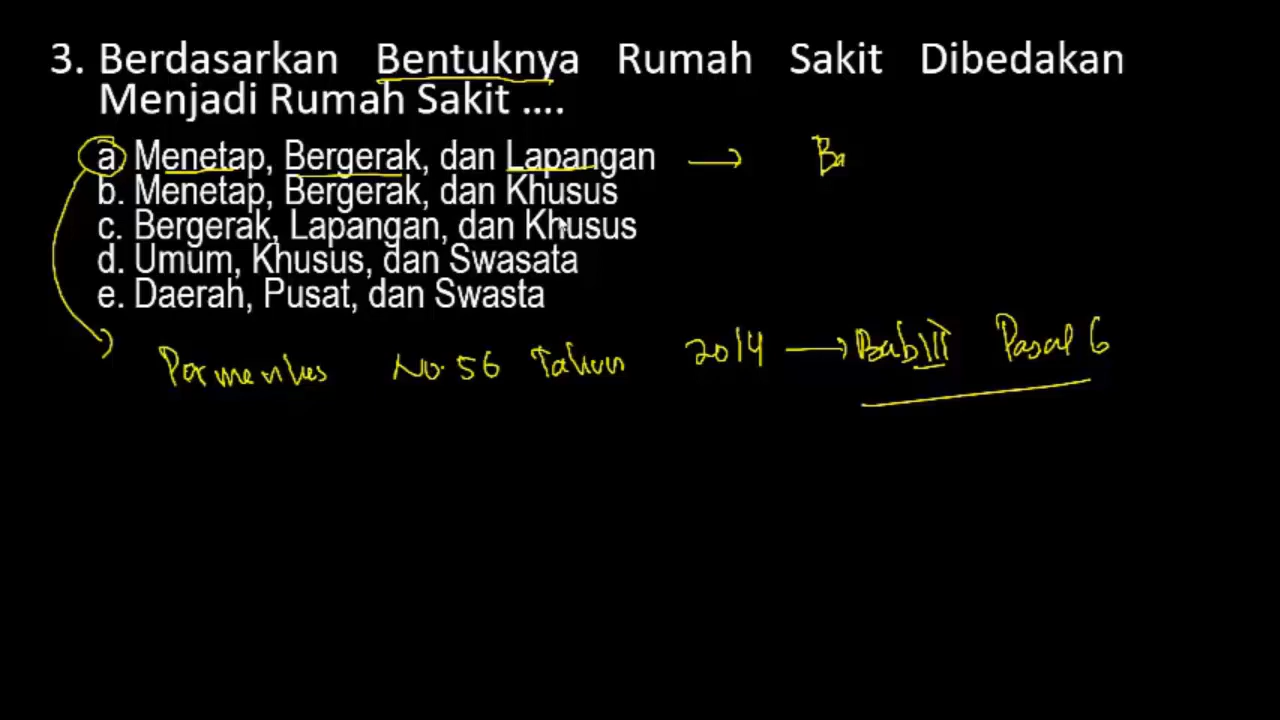 3. Berdasarkan Bentuknya Rumah Sakit Dibedakan
Menjadi Rumah Sakit ....
a. Menetap, Bergerak, dan Lapangan → Ba
b. Menetap, Bergerak, dan Khusus
c. Bergerak, Lapangan, dan Khusus
d. Umum, Khusus, dan Swasata
e. Daerah, Pusat, dan Swasta
Permenkes No. 56 Tahun 2014 → Bab III Pasal 6